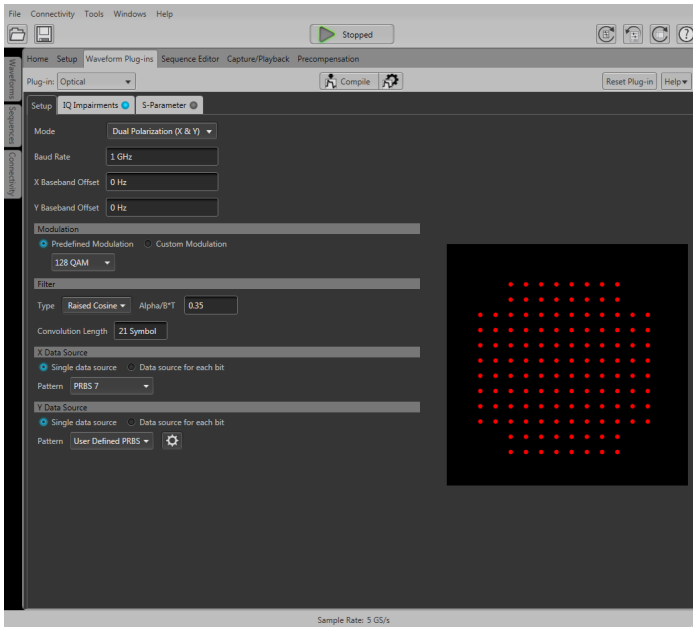 File Connectivity Tools Windows Help
Stopped
Home Setup Waveform Plug-ins Sequence Editor Capture/Playback Precompensation
Plug-in: Optical Compile Reset Plug-in Help
Waveforms
Sequences
Connectivity
Setup IQ Impairments S-Parameter
Mode Dual Polarization (X & Y)
Baud Rate 1 GHz
X Baseband Offset 0 Hz
Y Baseband Offset 0 Hz
Modulation
Predefined Modulation Custom Modulation
128 QAM
Filter
Type Raised Cosine Alpha/B*T 0.35
Convolution Length 21 Symbol
X Data Source
Single data source Data source for each bit
Pattern PRBS 7
Y Data Source
Single data source Data source for each bit
Pattern User Defined PRBS
Sample Rate: 5 GS/s